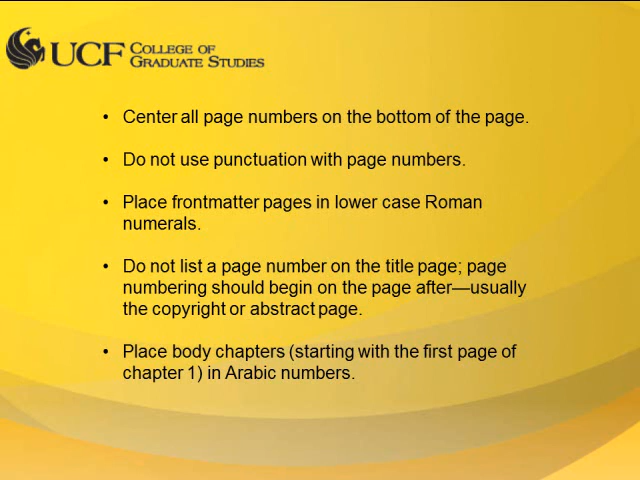 UCF COLLEGE OF
GRADUATE STUDIES
• Center all page numbers on the bottom of the page.
• Do not use punctuation with page numbers.
• Place frontmatter pages in lower case Roman
numerals.
• Do not list a page number on the title page; page
numbering should begin on the page after—usually
the copyright or abstract page.
• Place body chapters (starting with the first page of
chapter 1) in Arabic numbers.